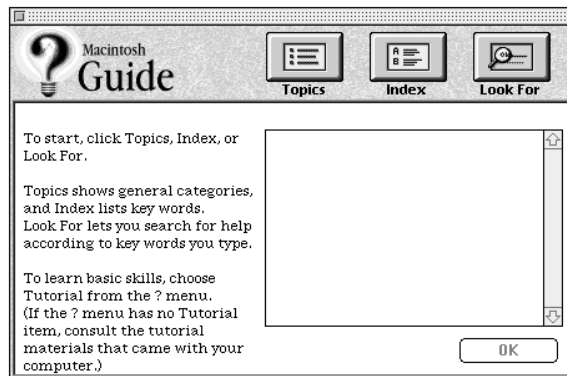 Macintosh
Guide
Topics
Index
Look For
To start, click Topics, Index, or
Look For.
Topics shows general categories,
and Index lists key words.
Look For lets you search for help
according to key words you type.
To learn basic skills, choose
Tutorial from the ? menu.
(If the ? menu has no Tutorial
item, consult the tutorial
materials that came with your
computer.)
OK